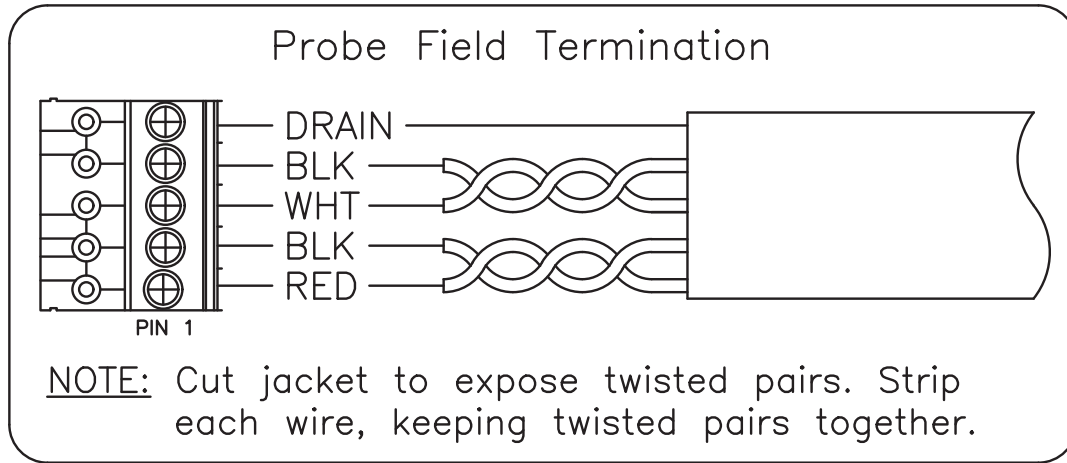 Probe Field Termination
DRAIN
BLK
WHT
BLK
RED
PIN 1
NOTE: Cut jacket to expose twisted pairs. Strip
each wire, keeping twisted pairs together.